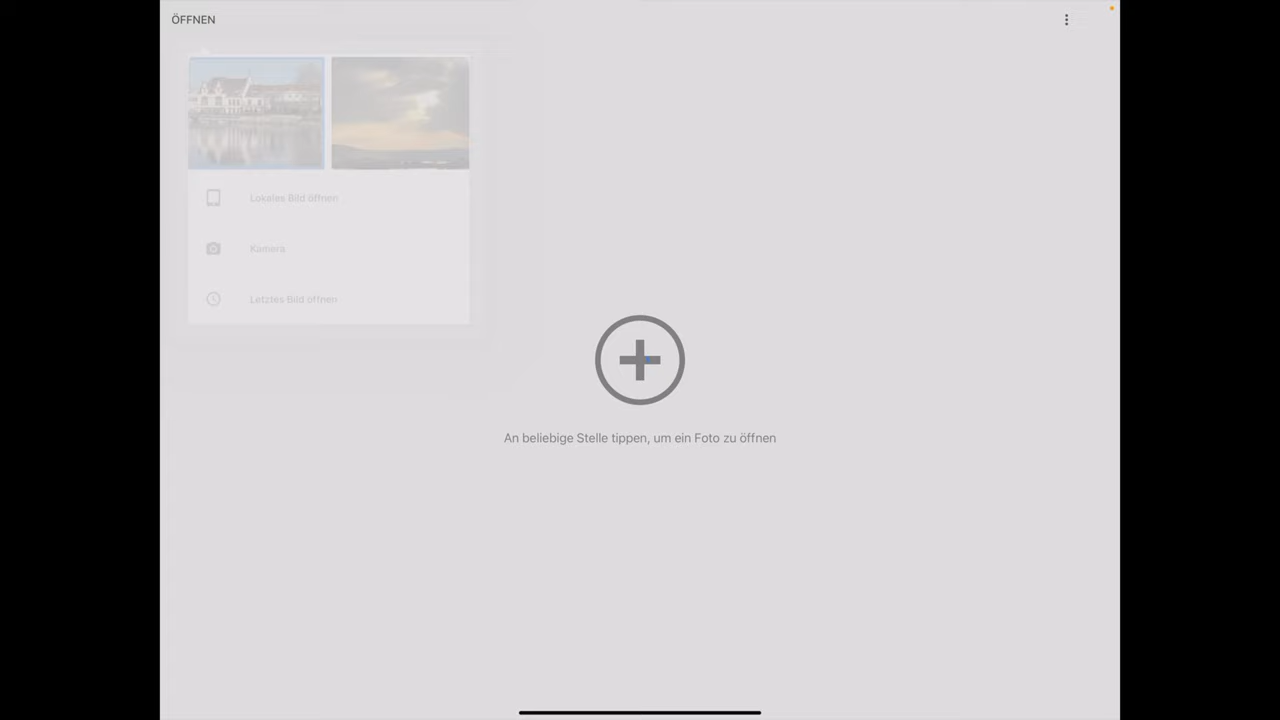 ÖFFNEN
Lokales Bild öffnen
Kamera
Letztes Bild öffnen
An beliebige Stelle tippen, um ein Foto zu öffnen